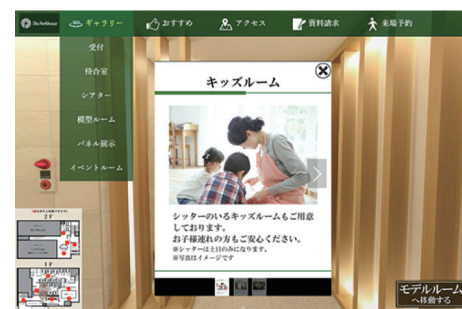 The Parkhouse
ギャラリー
おすすめ
アクセス
資料請求
来場予約
受付
待合室
シアター
模型ルーム
パネル展示
イベントルーム
キッズルーム
シッターのいるキッズルームもご用意
しております。
お子様連れの方もご安心ください。
※シッターは土日のみになります。
※写真はイメージです
2F
1F
モデルルーム
へ移動する